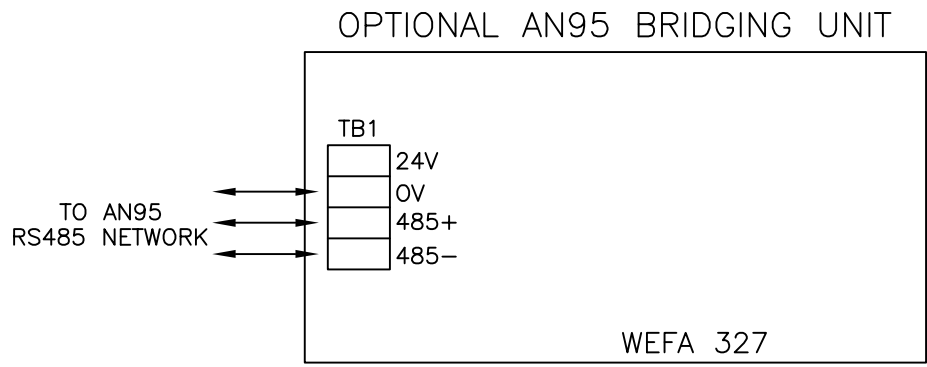 OPTIONAL AN95 BRIDGING UNIT
TB1
24V
0V
485+
485-
TO AN95
RS485 NETWORK
WEFA 327